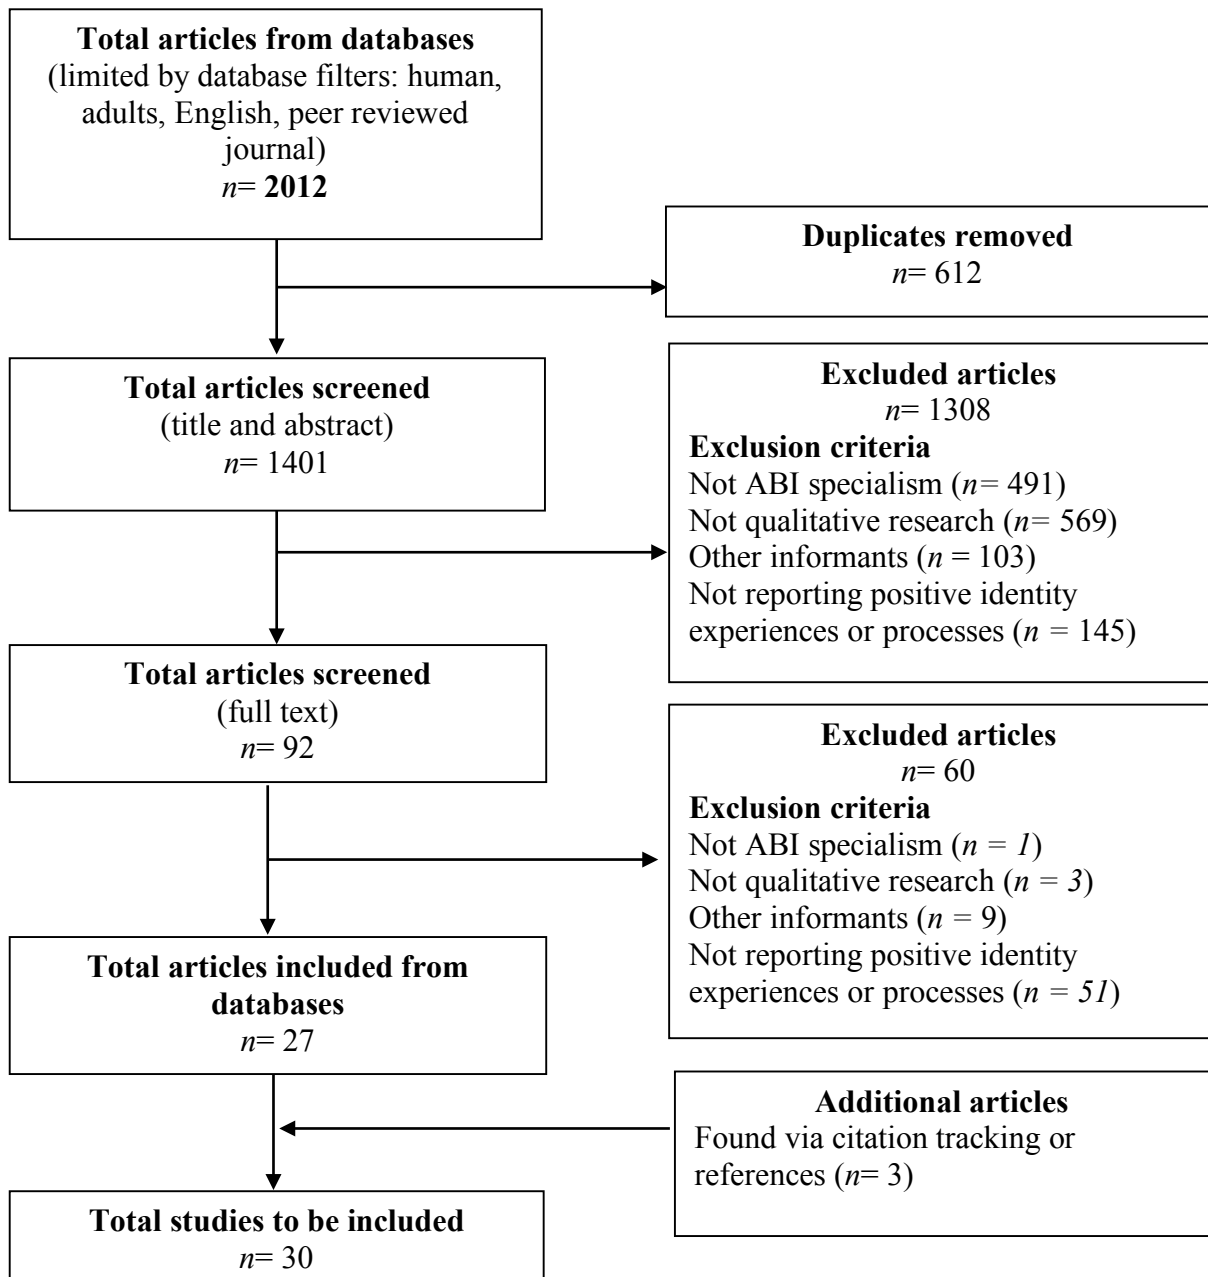 Total articles from databases
(limited by database filters: human,
adults, English, peer reviewed
journal)
n= 2012
Duplicates removed
n= 612
Total articles screened
(title and abstract)
n= 1401
Excluded articles
n= 1308
Exclusion criteria
Not ABI specialism (n= 491)
Not qualitative research (n= 569)
Other informants (n = 103)
Not reporting positive identity
experiences or processes (n = 145)
Total articles screened
(full text)
n= 92
Excluded articles
n= 60
Exclusion criteria
Not ABI specialism (n = 1)
Not qualitative research (n = 3)
Other informants (n = 9)
Not reporting positive identity
experiences or processes (n = 51)
Total articles included from
databases
n= 27
Additional articles
Found via citation tracking or
references (n= 3)
Total studies to be included
n= 30